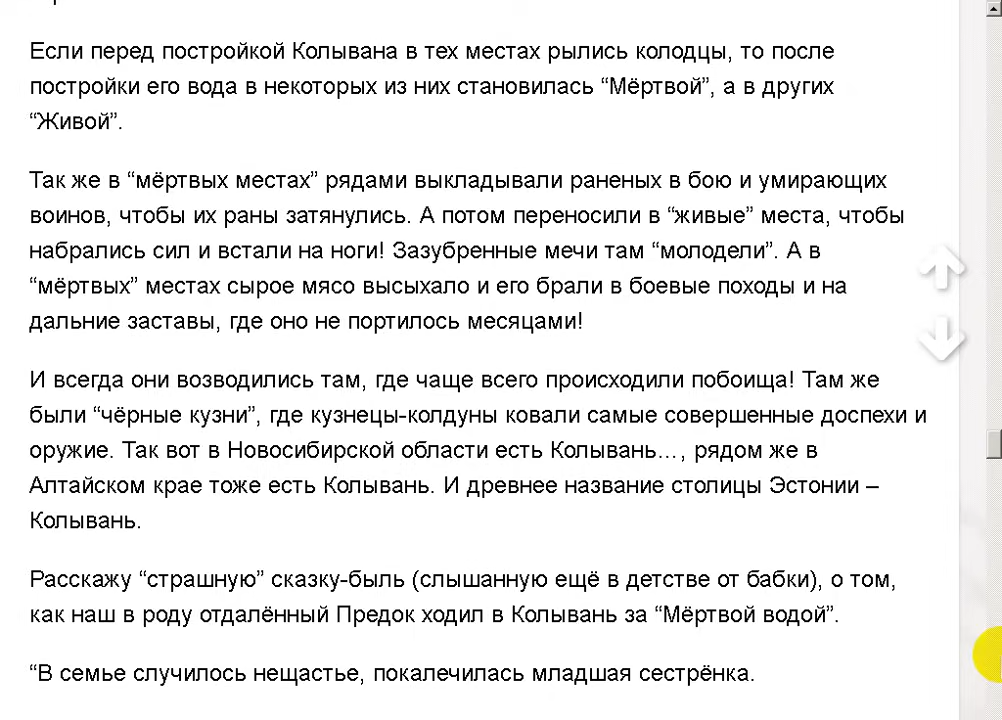 Если перед постройкой Колывана в тех местах рылись колодцы, то после
постройки его вода в некоторых из них становилась “Мёртвой”, а в других
“Живой”.
Так же в “мёртвых местах” рядами выкладывали раненых в бою и умирающих
воинов, чтобы их раны затянулись. А потом переносили в “живые” места, чтобы
набрались сил и встали на ноги! Зазубренные мечи там “молодели”. А в
“мёртвых” местах сырое мясо высыхало и его брали в боевые походы и на
дальние заставы, где оно не портилось месяцами!
И всегда они возводились там, где чаще всего происходили побоища! Там же
были “чёрные кузни”, где кузнецы-колдуны ковали самые совершенные доспехи и
оружие. Так вот в Новосибирской области есть Колывань…, рядом же в
Алтайском крае тоже есть Колывань. И древнее название столицы Эстонии –
Колывань.
Расскажу “страшную” сказку-быль (слышанную ещё в детстве от бабки), о том,
как наш в роду отдалённый Предок ходил в Колывань за “Мёртвой водой”.
“В семье случилось нещастье, покалечилась младшая сестрёнка.